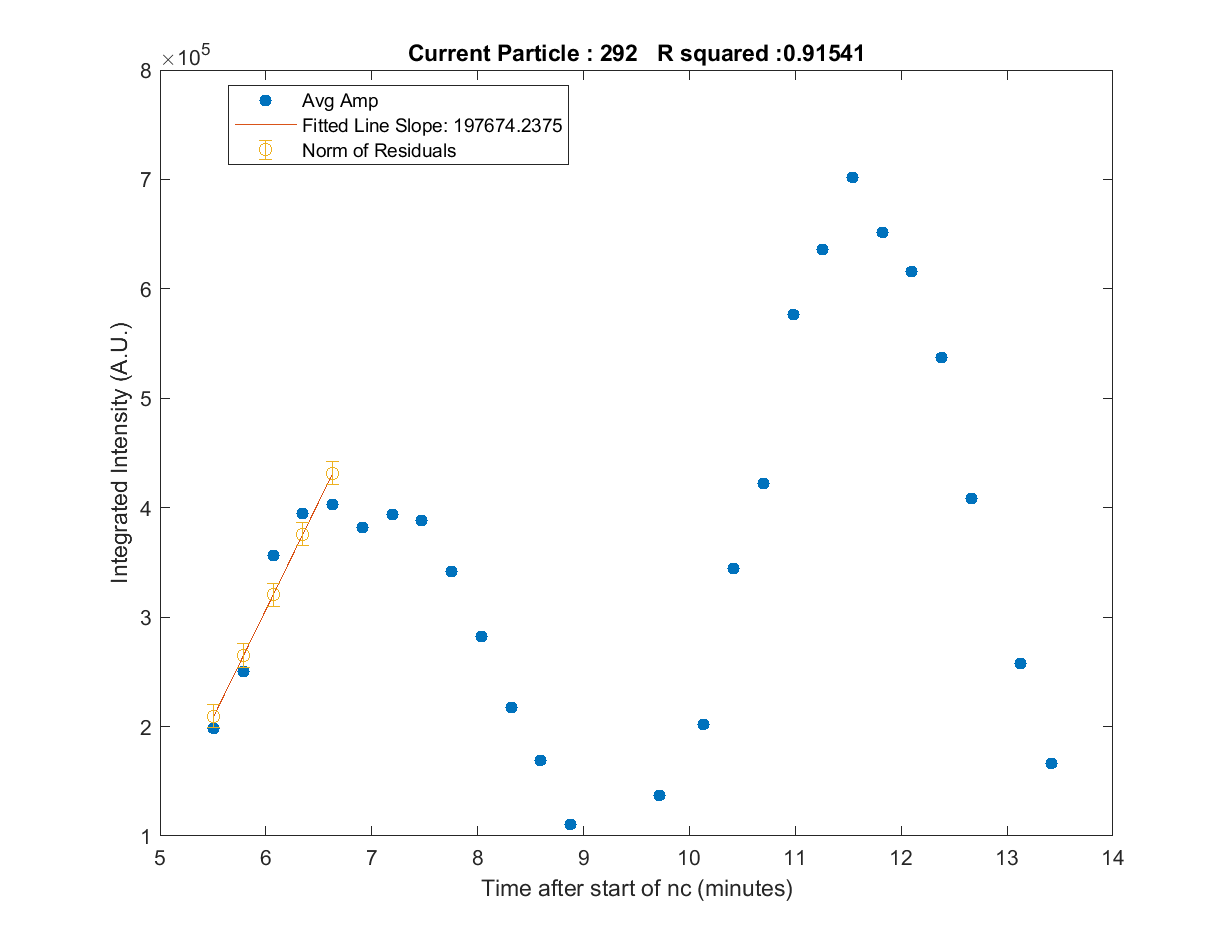 Current Particle : 292 R squared :0.91541
×10^5
Avg Amp
Fitted Line Slope: 197674.2375
Norm of Residuals
8
7
6
5
4
3
2
1
Integrated Intensity (A.U.)
5 6 7 8 9 10 11 12 13 14
Time after start of nc (minutes)